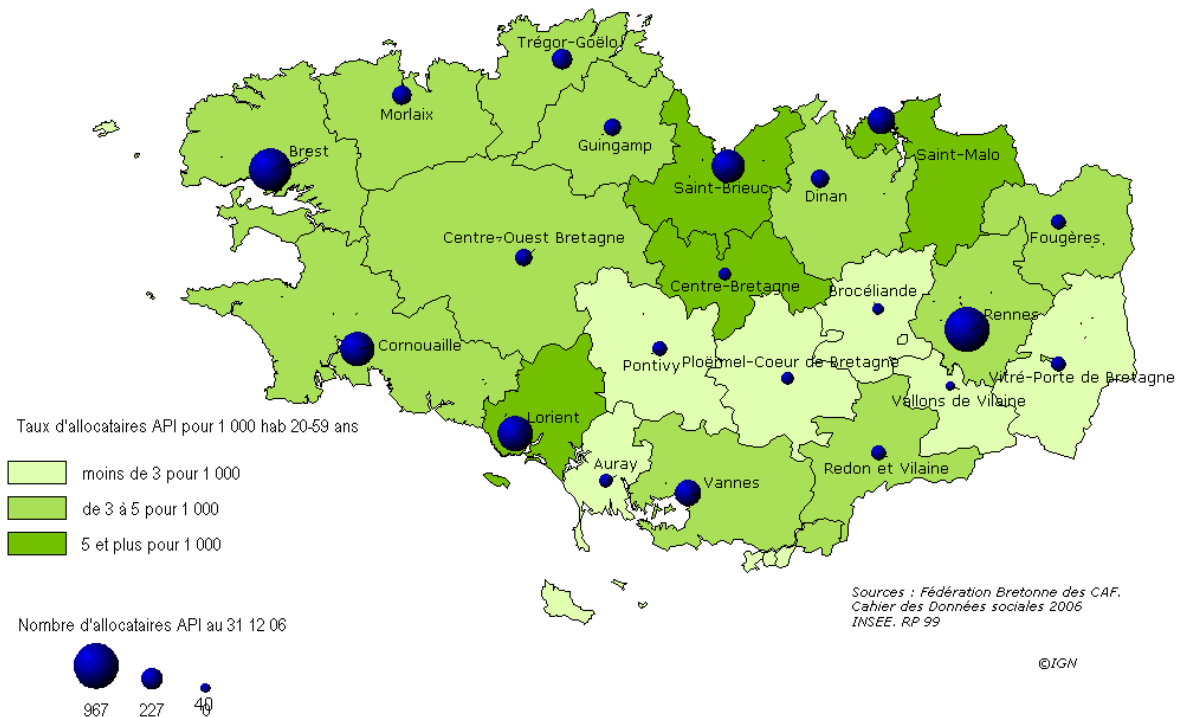 Trégor-Goëlo
Morlaix
Guingamp
Brest
Saint-Malo
Saint-Brieuc
Dinan
Centre-Ouest Bretagne
Fougères
Centre-Bretagne
Brocéliande
Rennes
Cornouaille
Pontivy
Ploërmel-Coeur de Bretagne
Vitré-Porte de Bretagne
Vallons de Vilaine
Lorient
Taux d'allocataires API pour 1 000 hab 20-59 ans
Auray
Redon et Vilaine
moins de 3 pour 1 000
Vannes
de 3 à 5 pour 1 000
5 et plus pour 1 000
Sources : Fédération Bretonne des CAF.
Cahier des Données sociales 2006
INSEE. RP 99
Nombre d'allocataires API au 31 12 06
©IGN
967 227 40
0